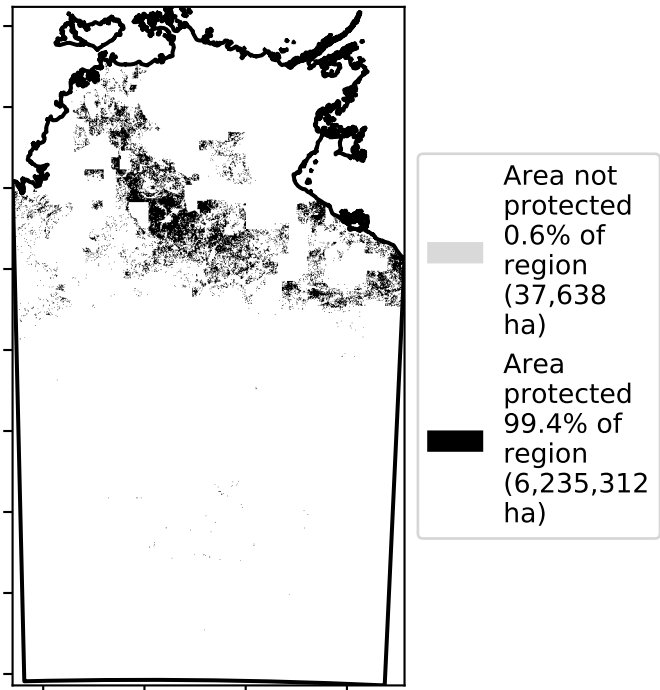 Area not
protected
0.6% of
region
(37,638
ha)
Area
protected
99.4% of
region
(6,235,312
ha)